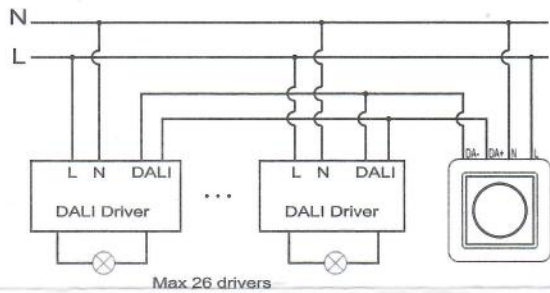 N
L
DA- DA+ N L
L N DALI
DALI Driver
...
L N DALI
DALI Driver
Max 26 drivers